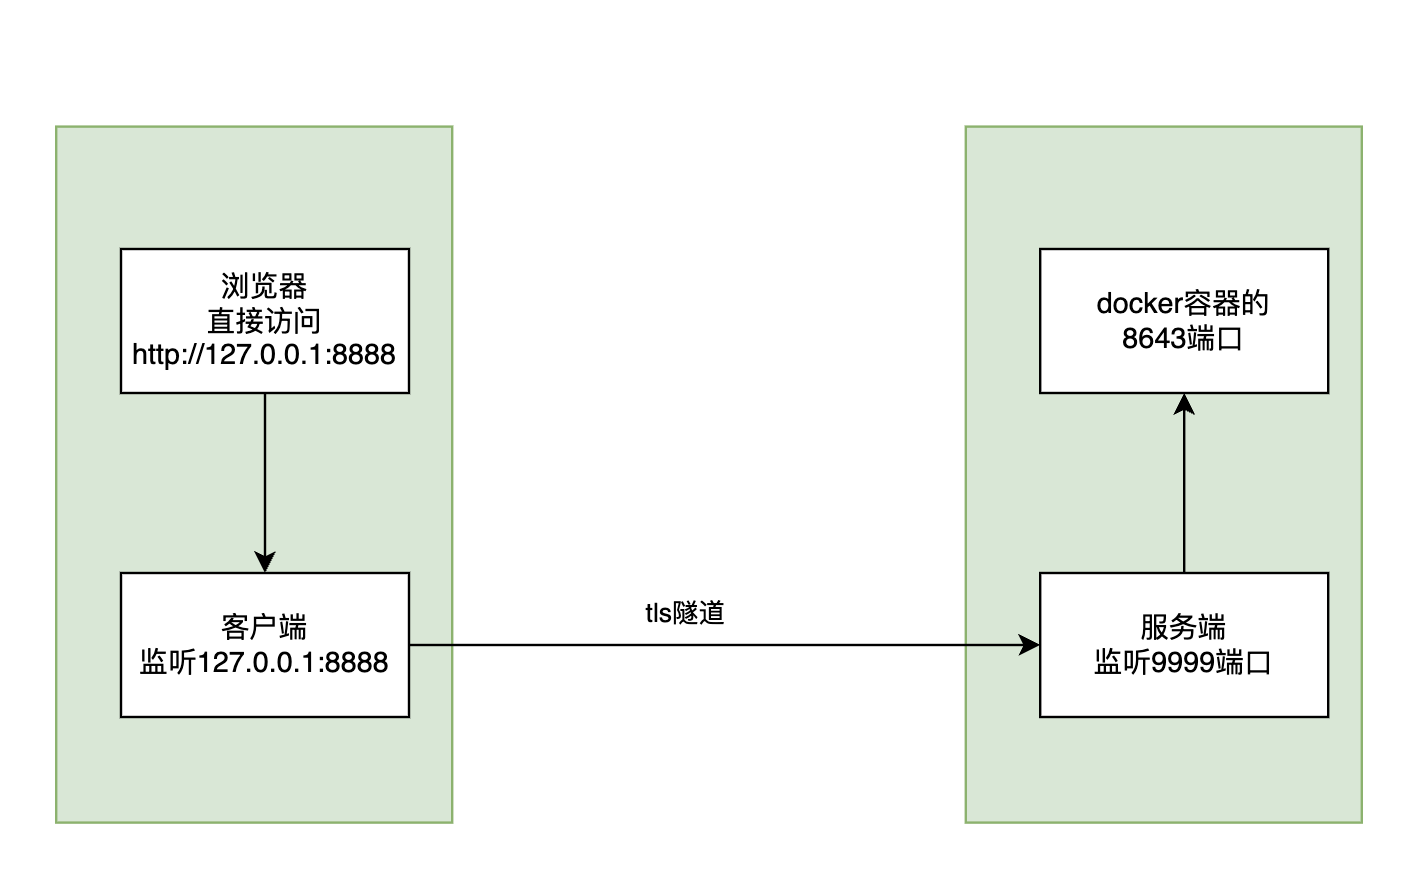 浏览器
直接访问
http://127.0.0.1:8888
docker容器的
8643端口
tls隧道
客户端
监听127.0.0.1:8888
服务端
监听9999端口